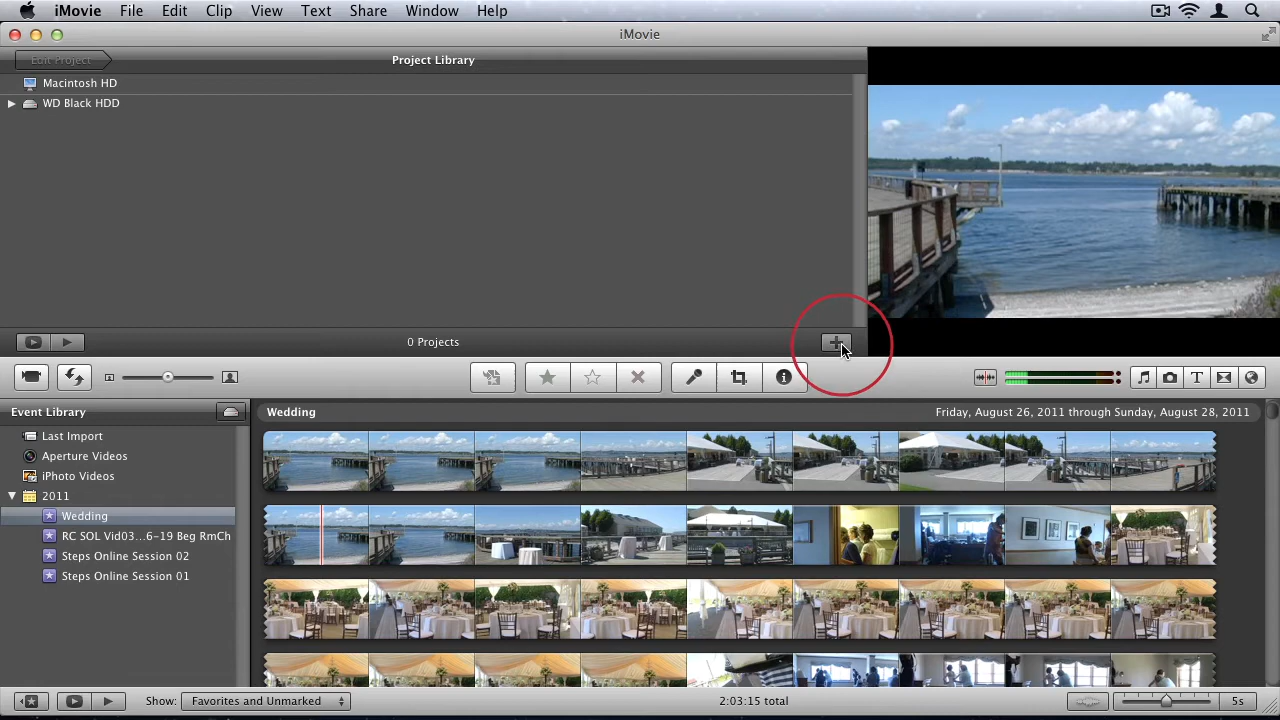 iMovie File Edit Clip View Text Share Window Help
iMovie
Edit Project
Project Library
Macintosh HD
WD Black HDD
0 Projects
Event Library
Wedding
Friday, August 26, 2011 through Sunday, August 28, 2011
Last Import
Aperture Videos
iPhoto Videos
2011
Wedding
RC SOL Vid03...6-19 Beg RmCh
Steps Online Session 02
Steps Online Session 01
Show: Favorites and Unmarked
2:03:15 total
5s